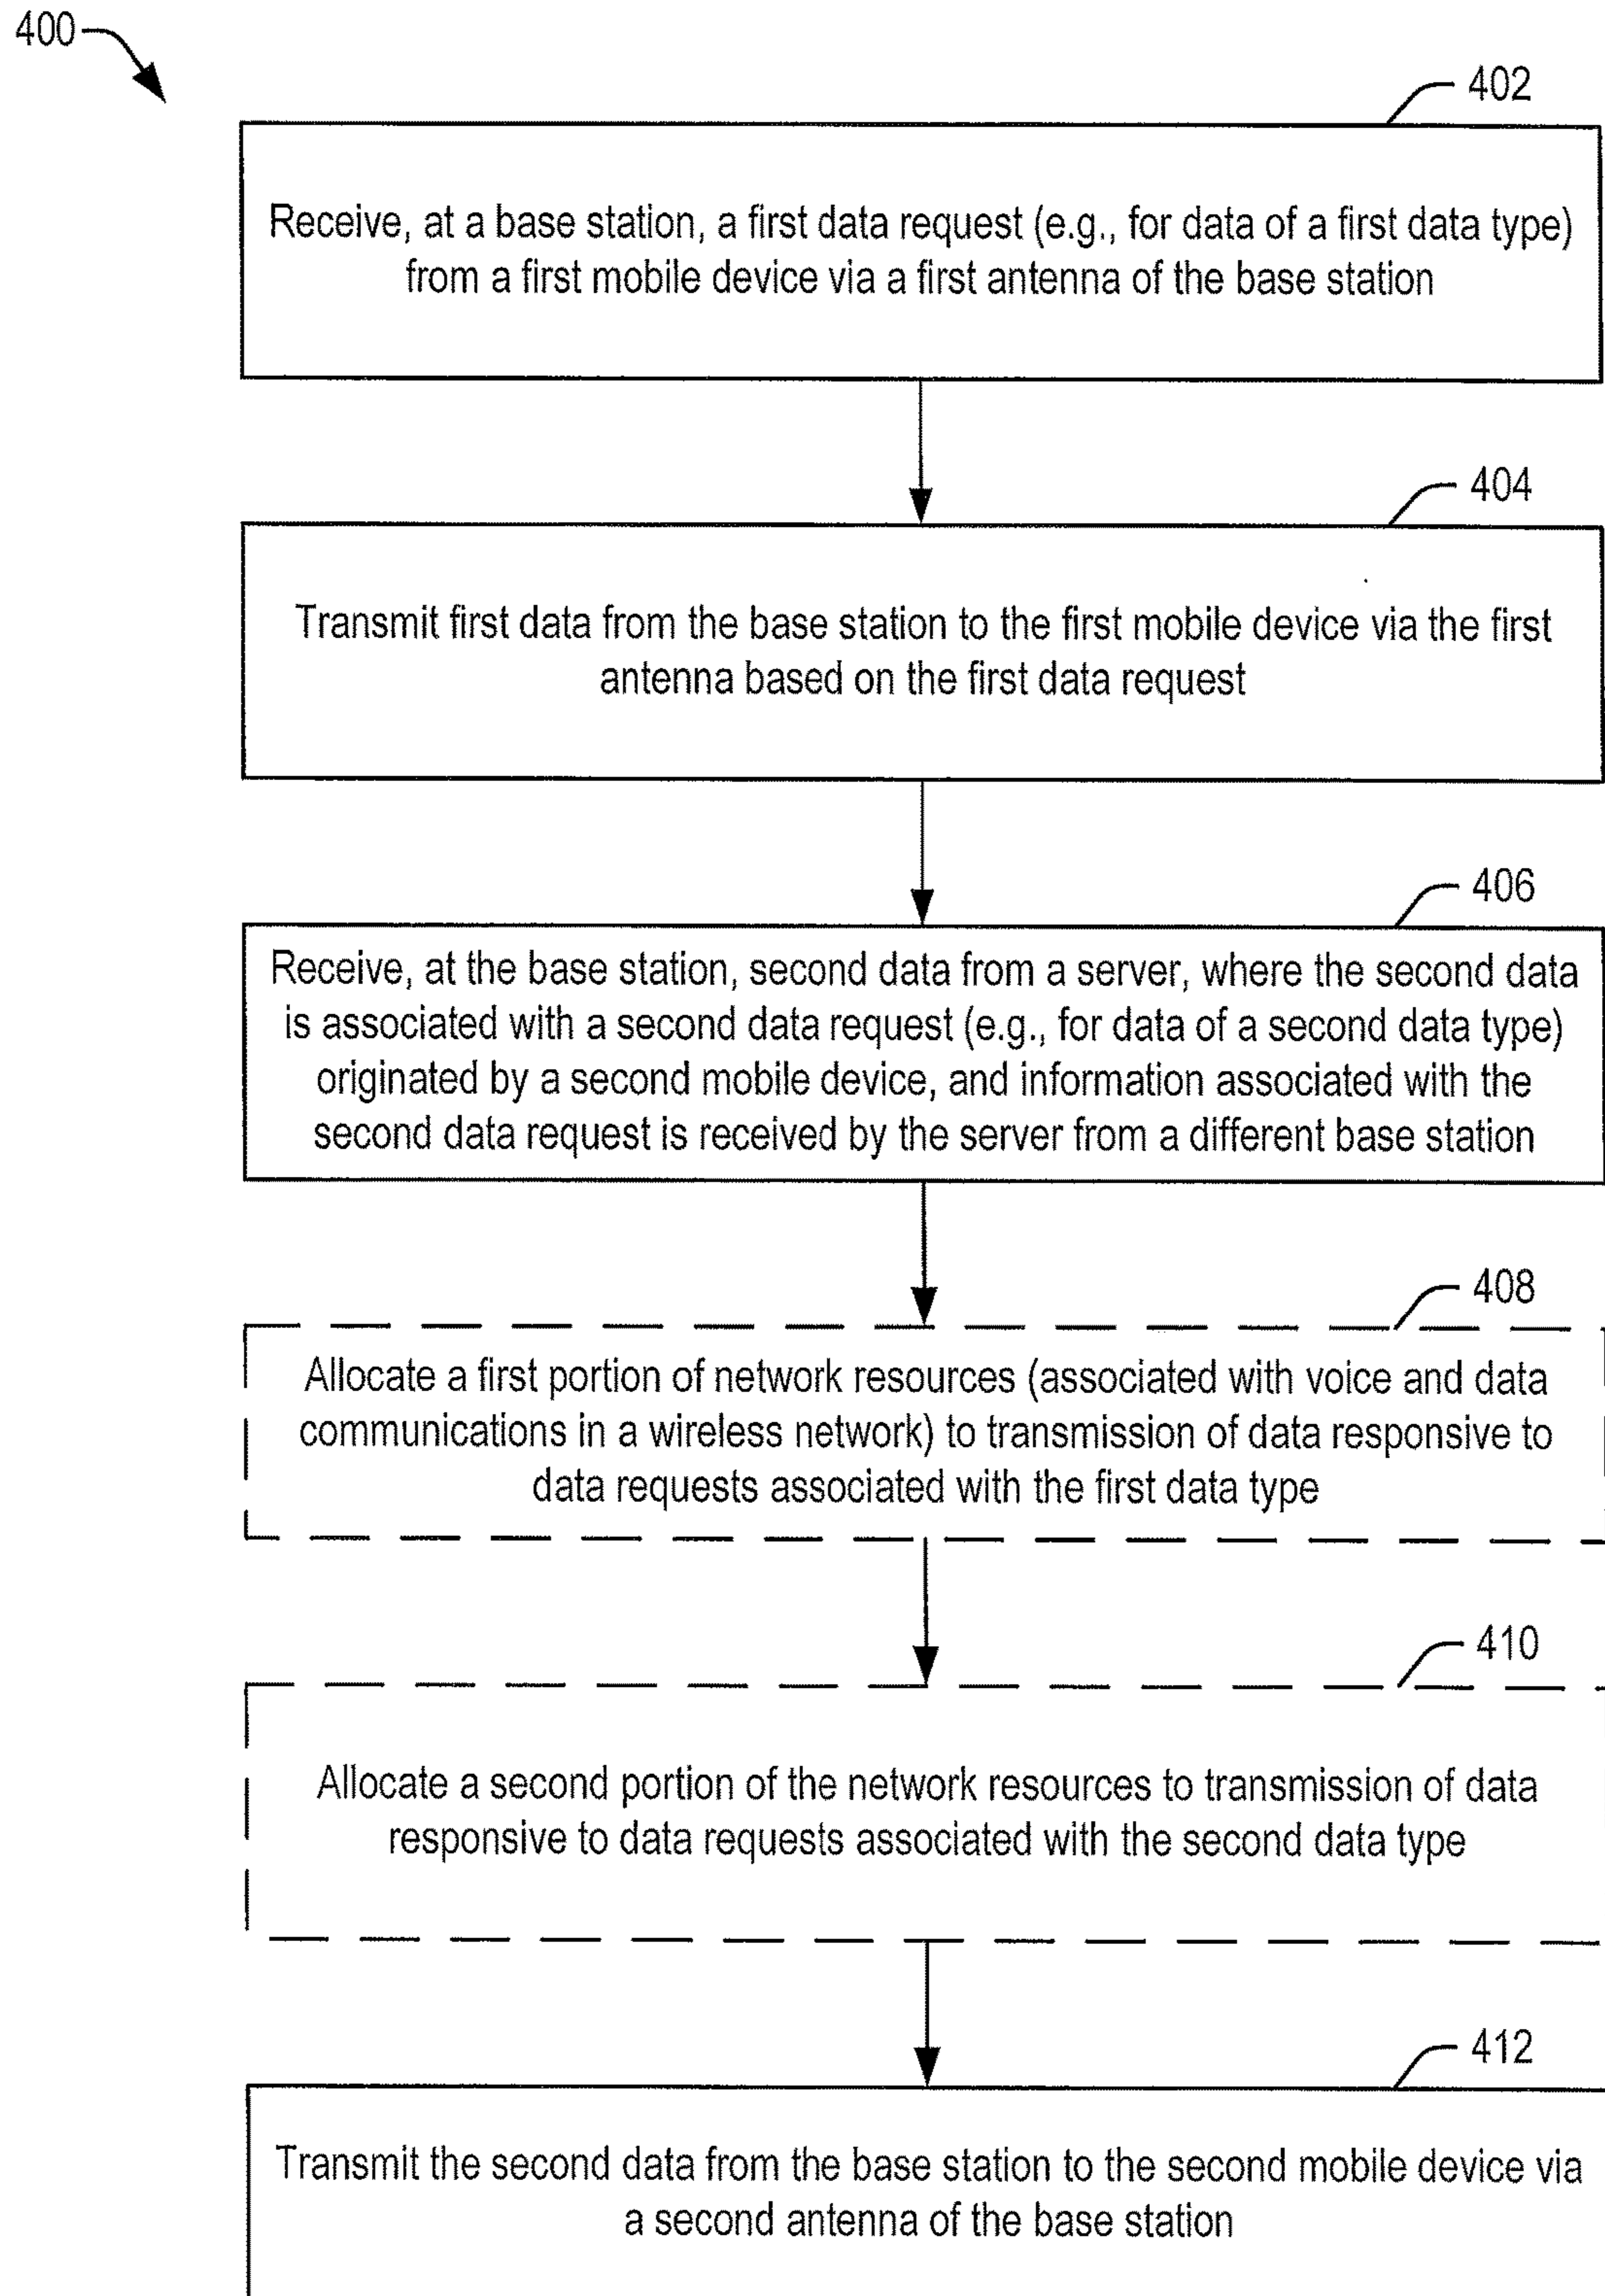 400
402
Receive, at a base station, a first data request (e.g., for data of a first data type)
from a first mobile device via a first antenna of the base station
404
Transmit first data from the base station to the first mobile device via the first
antenna based on the first data request
406
Receive, at the base station, second data from a server, where the second data
is associated with a second data request (e.g., for data of a second data type)
originated by a second mobile device, and information associated with the
second data request is received by the server from a different base station
408
Allocate a first portion of network resources (associated with voice and data
communications in a wireless network) to transmission of data responsive to
data requests associated with the first data type
410
Allocate a second portion of the network resources to transmission of data
responsive to data requests associated with the second data type
412
Transmit the second data from the base station to the second mobile device via
a second antenna of the base station